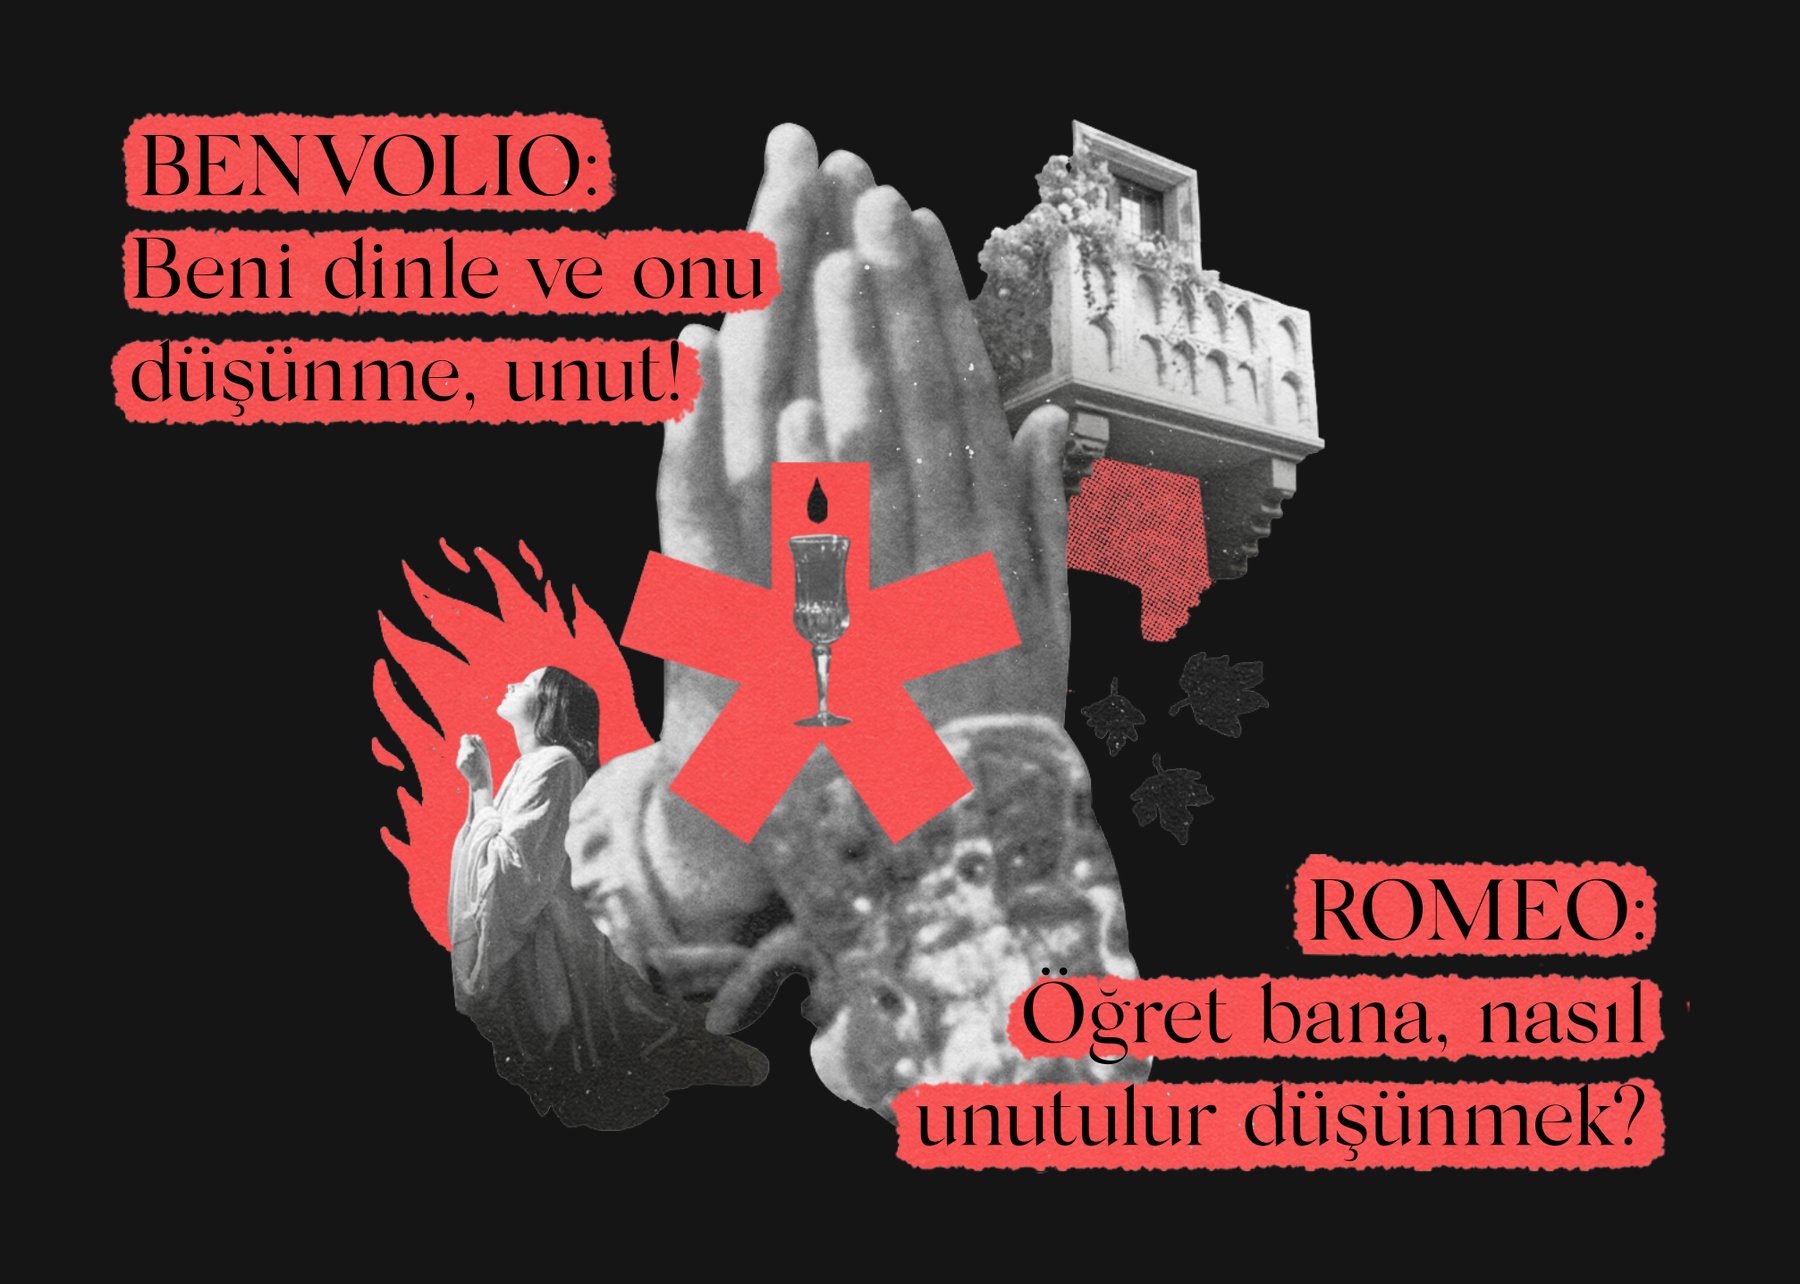 BENVOLIO:
Beni dinle ve onu
düşünme, unut!
ROMEO:
Öğret bana, nasıl
unutulur düşünmek?